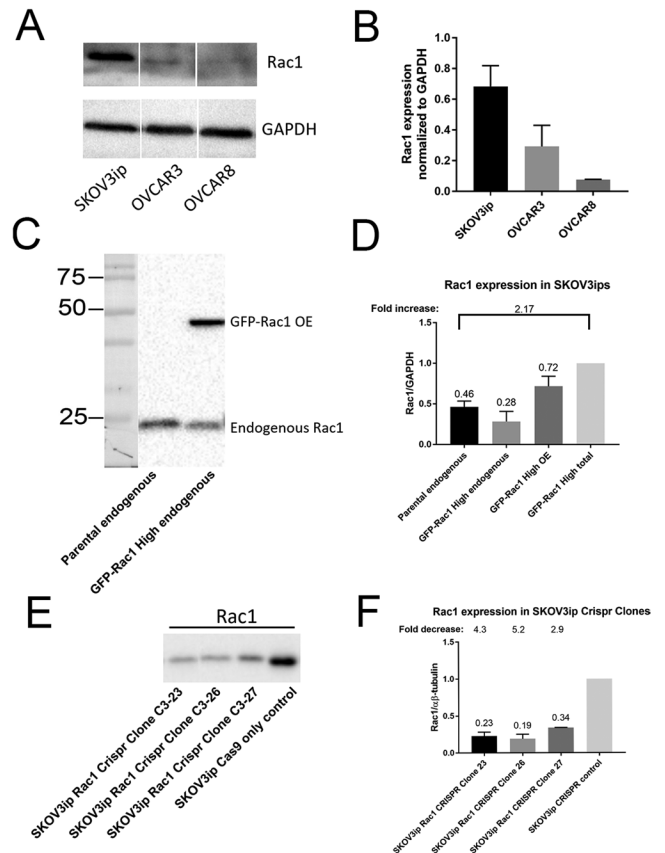 A
Rac1
GAPDH
SKOV3ip
OVCAR3
OVCAR8
B
Rac1 expression
normalized to GAPDH
1.0
0.8
0.6
0.4
0.2
0.0
SKOV3ip
OVCAR3
OVCAR8
C
75
50
25
GFP-Rac1 OE
Endogenous Rac1
Parental endogenous
GFP-Rac1 High endogenous
D
Rac1 expression in SKOV3ips
Fold increase:
2.17
Rac1/GAPDH
1.5
1.0
0.5
0.0
0.46
0.28
0.72
Parental endogenous
GFP-Rac1 High endogenous
GFP-Rac1 High OE
GFP-Rac1 High total
E
Rac1
SKOV3ip Rac1 Crispr Clone C3-23
SKOV3ip Rac1 Crispr Clone C3-26
SKOV3ip Rac1 Crispr Clone C3-27
SKOV3ip Cas9 only control
F
Rac1 expression in SKOV3ip Crispr Clones
Fold decrease: 4.3 5.2 2.9
Rac1/αβ-tubulin
1.5
1.0
0.5
0.0
0.23
0.19
0.34
SKOV3ip Rac1 CRISPR Clone 23
SKOV3ip Rac1 CRISPR Clone 26
SKOV3ip Rac1 CRISPR Clone 27
SKOV3ip CRISPR control